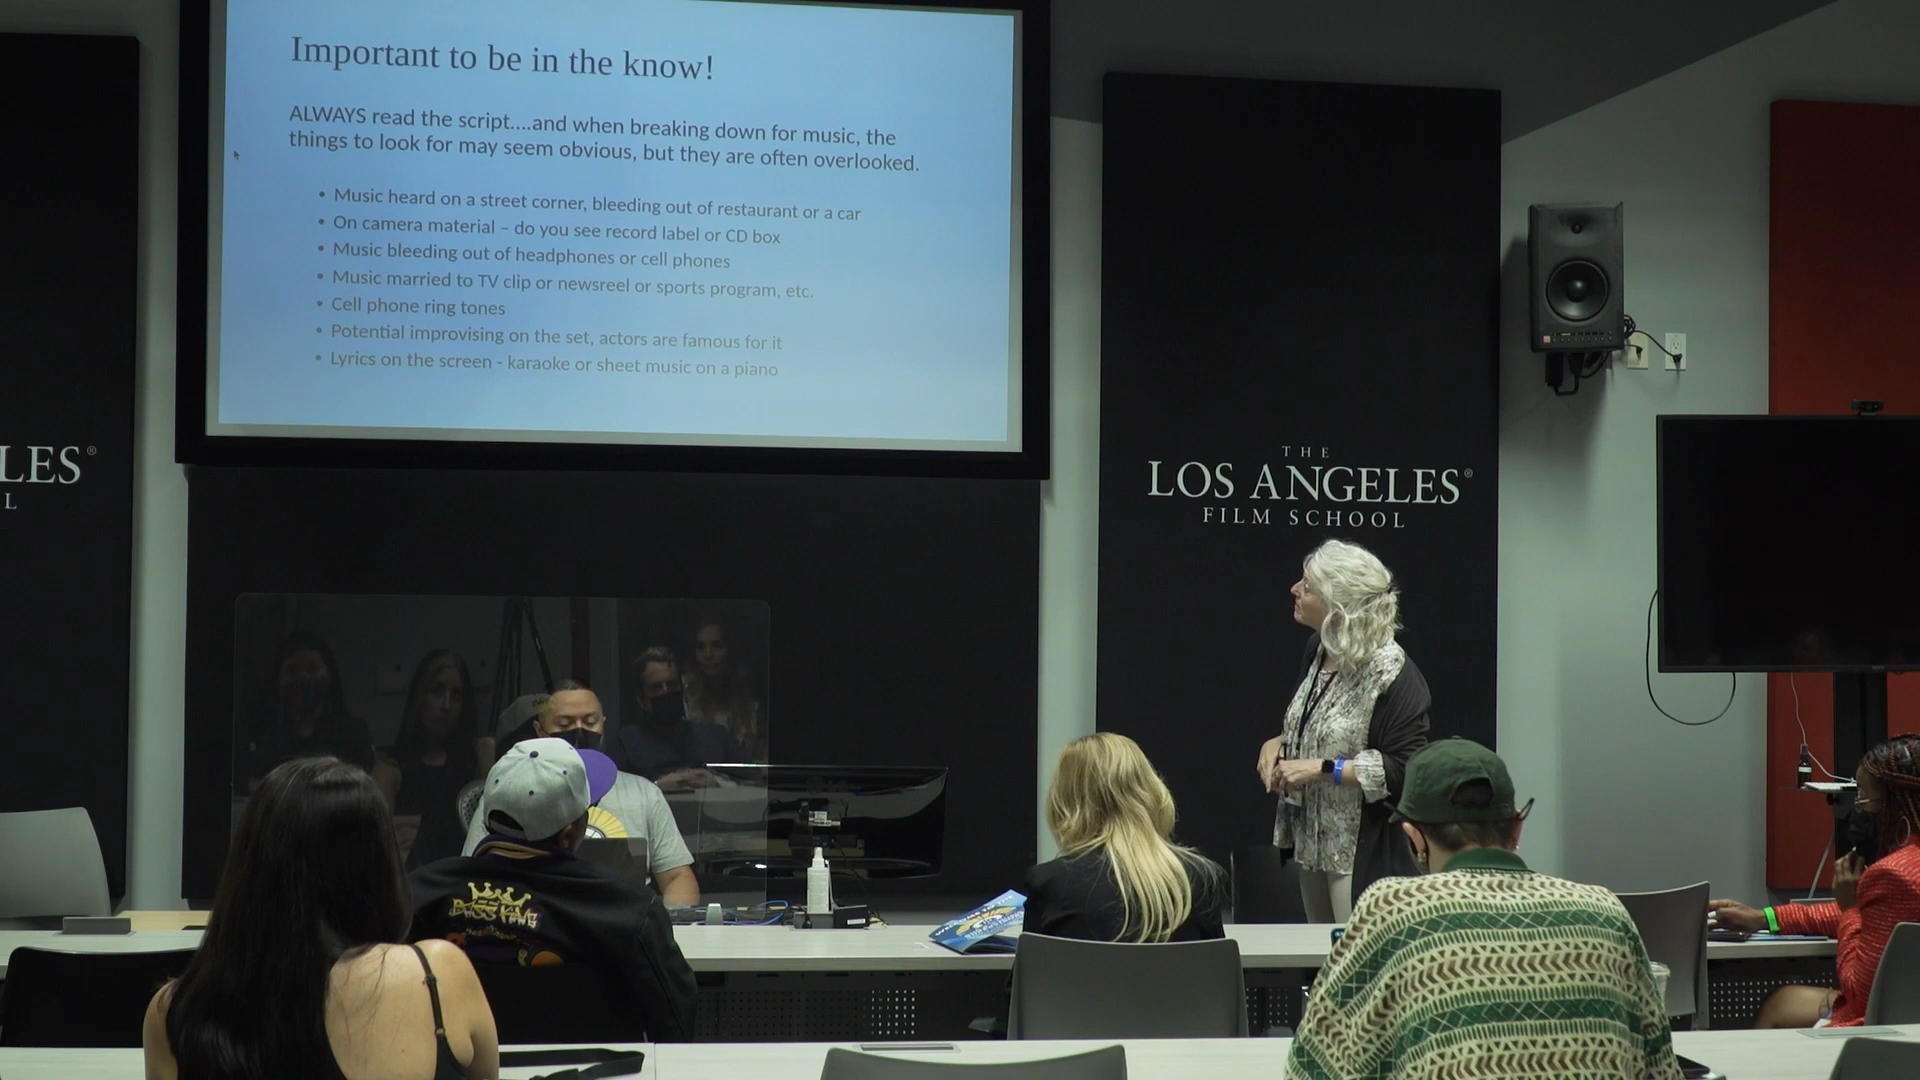 Important to be in the know!
ALWAYS read the script....and when breaking down for music, the
things to look for may seem obvious, but they are often overlooked.
• Music heard on a street corner, bleeding out of restaurant or a car
• On camera material – do you see record label or CD box
• Music bleeding out of headphones or cell phones
• Music married to TV clip or newsreel or sports program, etc.
• Cell phone ring tones
• Potential improvising on the set, actors are famous for it
• Lyrics on the screen - karaoke or sheet music on a piano
LES®
L
THE
LOS ANGELES®
FILM SCHOOL